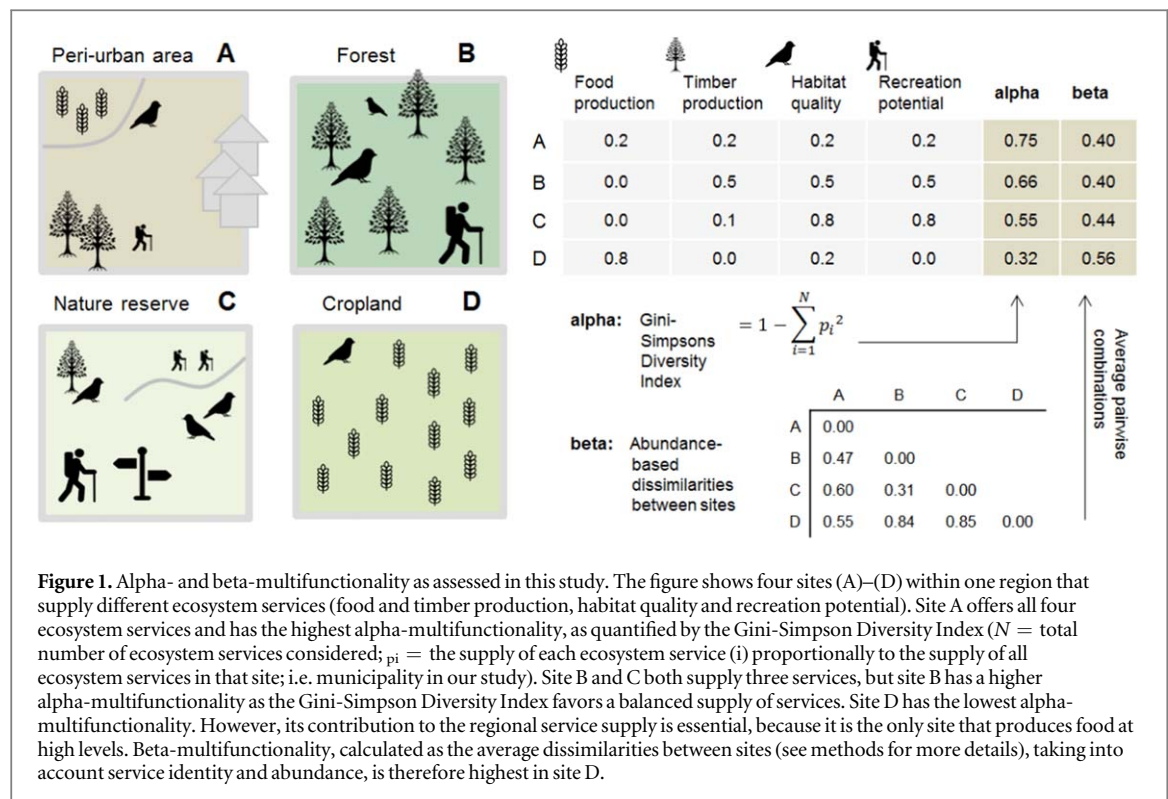 Peri-urban area A
Forest B
Nature reserve C
Cropland D
Food production
Timber production
Habitat quality
Recreation potential
alpha beta
A 0.2 0.2 0.2 0.2 0.75 0.40
B 0.0 0.5 0.5 0.5 0.66 0.40
C 0.0 0.1 0.8 0.8 0.55 0.44
D 0.8 0.0 0.2 0.0 0.32 0.56
alpha: Gini-
Simpsons
Diversity
Index
= 1 − ∑ᵢ₌₁ᴺ pᵢ²
beta: Abundance-
based
dissimilarities
between sites
A B C D
A 0.00
B 0.47 0.00
C 0.60 0.31 0.00
D 0.55 0.84 0.85 0.00
Average pairwise
combinations
Figure 1. Alpha- and beta-multifunctionality as assessed in this study. The figure shows four sites (A)–(D) within one region that
supply different ecosystem services (food and timber production, habitat quality and recreation potential). Site A offers all four
ecosystem services and has the highest alpha-multifunctionality, as quantified by the Gini-Simpson Diversity Index (N = total
number of ecosystem services considered; pi = the supply of each ecosystem service (i) proportionally to the supply of all
ecosystem services in that site; i.e. municipality in our study). Site B and C both supply three services, but site B has a higher
alpha-multifunctionality as the Gini-Simpson Diversity Index favors a balanced supply of services. Site D has the lowest alpha-
multifunctionality. However, its contribution to the regional service supply is essential, because it is the only site that produces food at
high levels. Beta-multifunctionality, calculated as the average dissimilarities between sites (see methods for more details), taking into
account service identity and abundance, is therefore highest in site D.